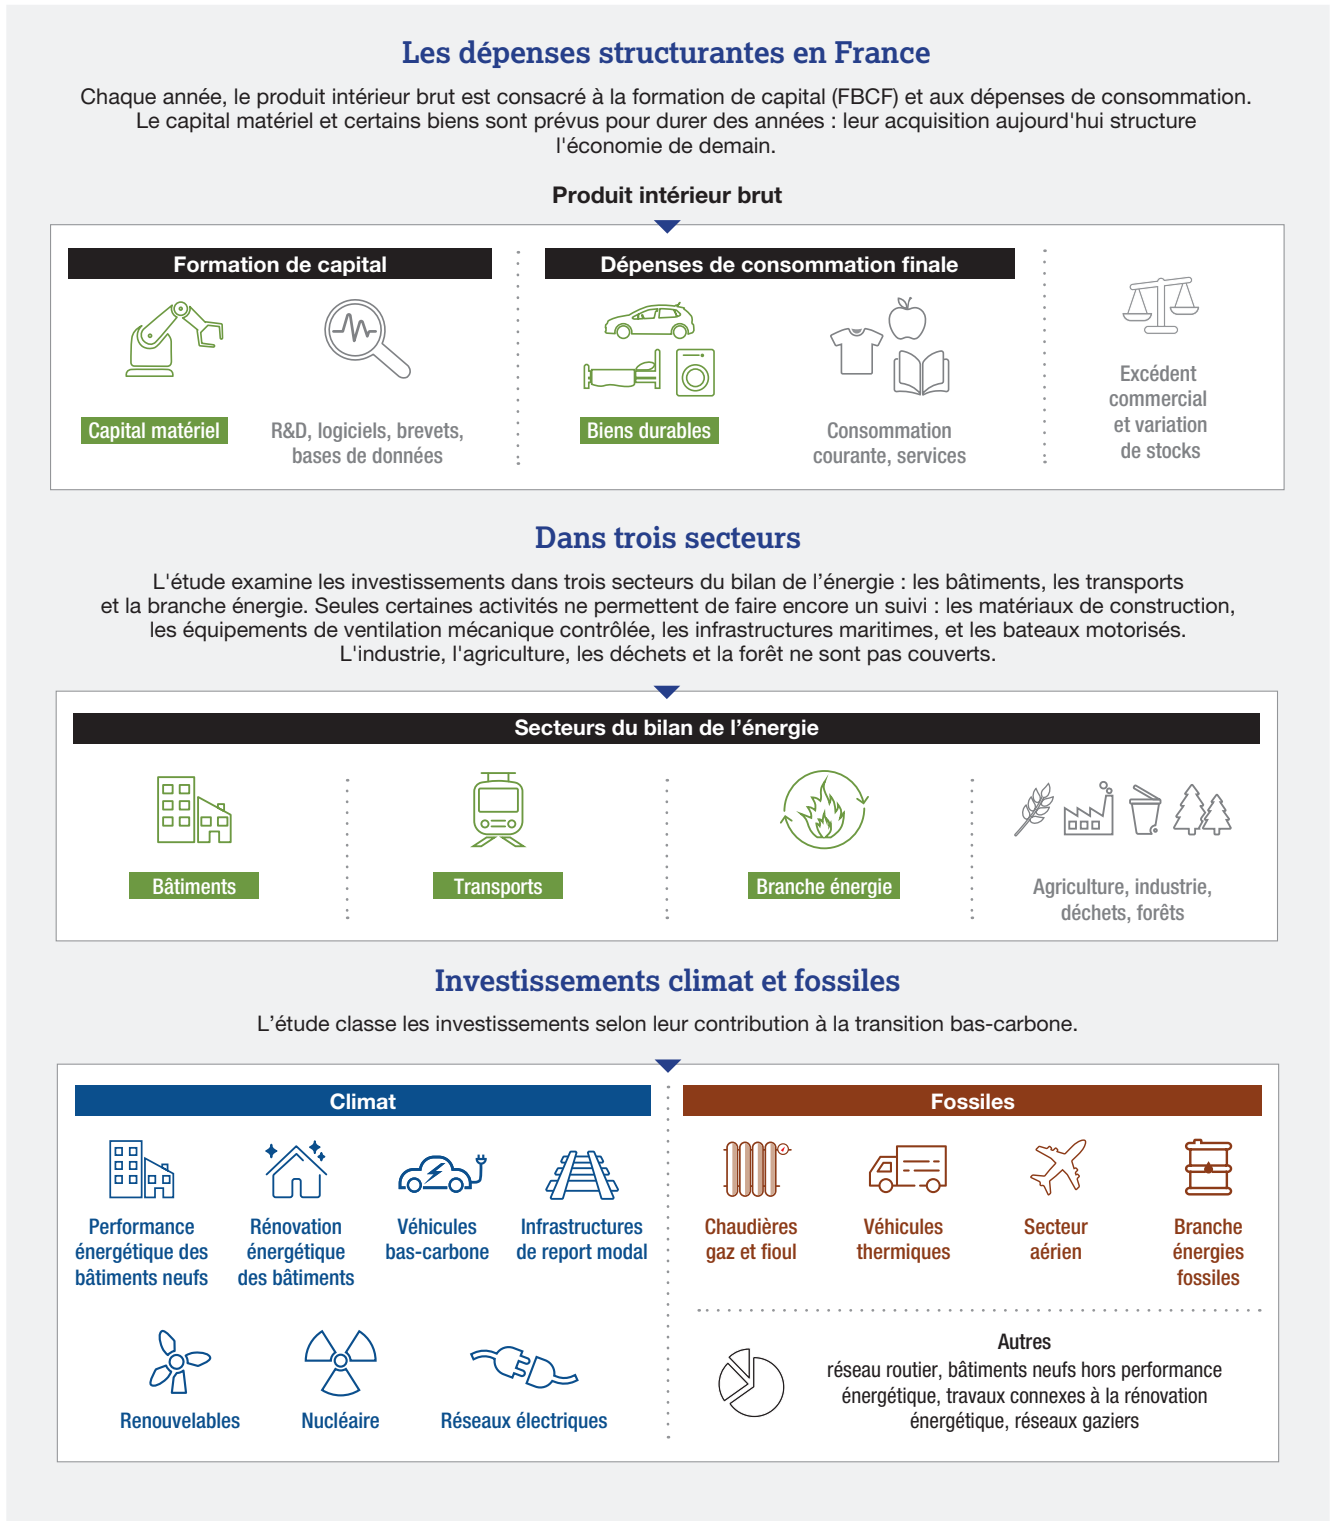 Les dépenses structurantes en France
Chaque année, le produit intérieur brut est consacré à la formation de capital (FBCF) et aux dépenses de consommation.
Le capital matériel et certains biens sont prévus pour durer des années : leur acquisition aujourd'hui structure
l'économie de demain.
Produit intérieur brut
Formation de capital
Capital matériel
R&D, logiciels, brevets,
bases de données
Dépenses de consommation finale
Biens durables
Consommation
courante, services
Excédent
commercial
et variation
de stocks
Dans trois secteurs
L'étude examine les investissements dans trois secteurs du bilan de l’énergie : les bâtiments, les transports
et la branche énergie. Seules certaines activités ne permettent de faire encore un suivi : les matériaux de construction,
les équipements de ventilation mécanique contrôlée, les infrastructures maritimes, et les bateaux motorisés.
L'industrie, l'agriculture, les déchets et la forêt ne sont pas couverts.
Secteurs du bilan de l’énergie
Bâtiments
Transports
Branche énergie
Agriculture, industrie,
déchets, forêts
Investissements climat et fossiles
L’étude classe les investissements selon leur contribution à la transition bas-carbone.
Climat
Performance
énergétique des
bâtiments neufs
Rénovation
énergétique
des bâtiments
Véhicules
bas-carbone
Infrastructures
de report modal
Renouvelables
Nucléaire
Réseaux électriques
Fossiles
Chaudières
gaz et fioul
Véhicules
thermiques
Secteur
aérien
Branche
énergies
fossiles
Autres
réseau routier, bâtiments neufs hors performance
énergétique, travaux connexes à la rénovation
énergétique, réseaux gaziers